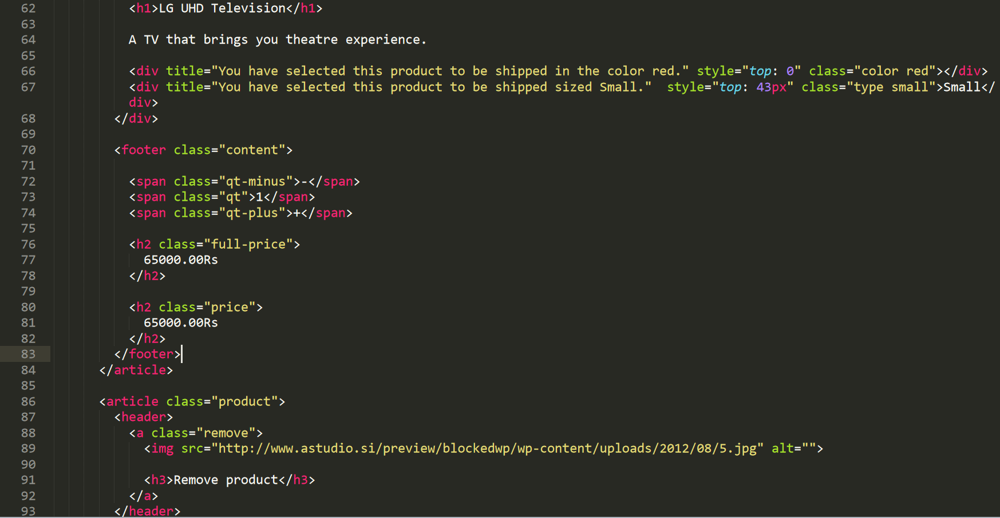 62 <h1>LG UHD Television</h1>
63
64 A TV that brings you theatre experience.
65
66 <div title="You have selected this product to be shipped in the color red." style="top: 0" class="color red"></div>
67 <div title="You have selected this product to be shipped sized Small."  style="top: 43px" class="type small">Small</
div>
68 </div>
69
70 <footer class="content">
71
72 <span class="qt-minus">-</span>
73 <span class="qt">1</span>
74 <span class="qt-plus">+</span>
75
76 <h2 class="full-price">
77 65000.00Rs
78 </h2>
79
80 <h2 class="price">
81 65000.00Rs
82 </h2>
83 </footer>
84 </article>
85
86 <article class="product">
87 <header>
88 <a class="remove">
89 <img src="http://www.astudio.si/preview/blockedwp/wp-content/uploads/2012/08/5.jpg" alt="">
90
91 <h3>Remove product</h3>
92 </a>
93 </header>